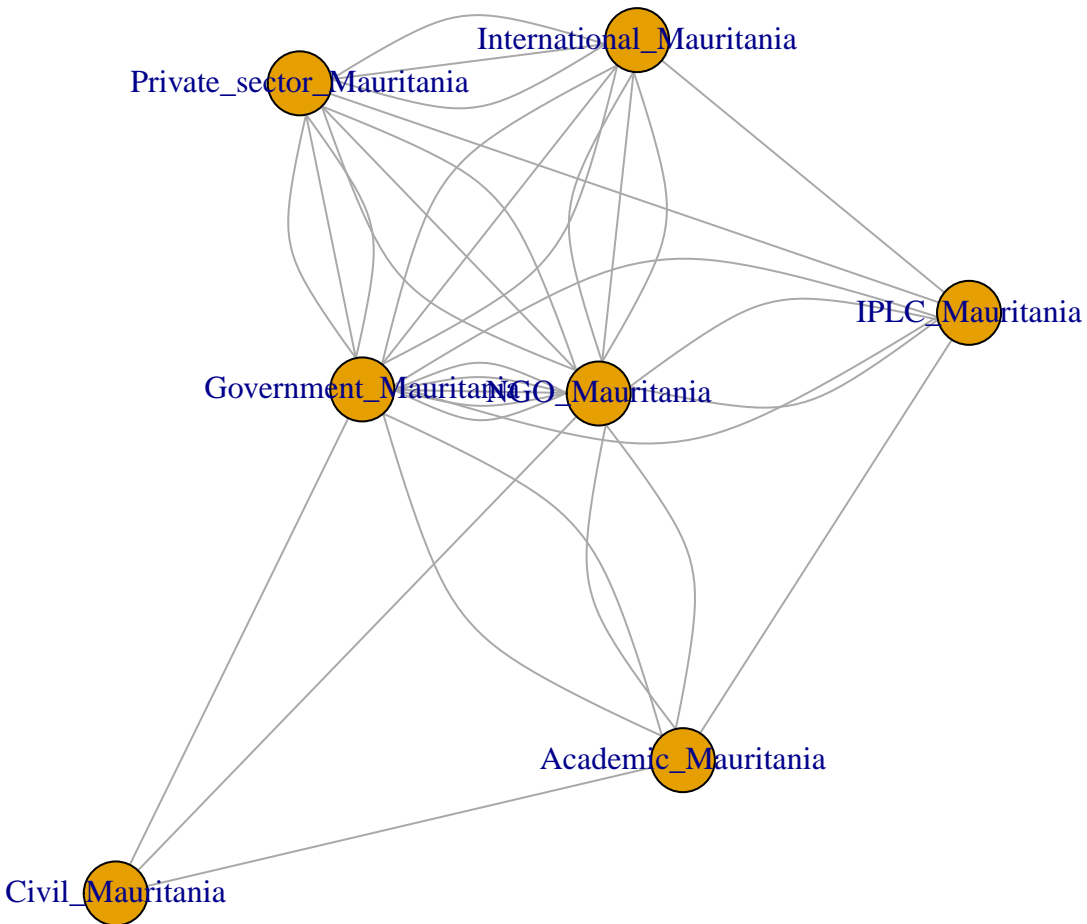 International_Mauritania
Private_sector_Mauritania
IPLC_Mauritania
Government_Mauritania
NGO_Mauritania
Academic_Mauritania
Civil_Mauritania